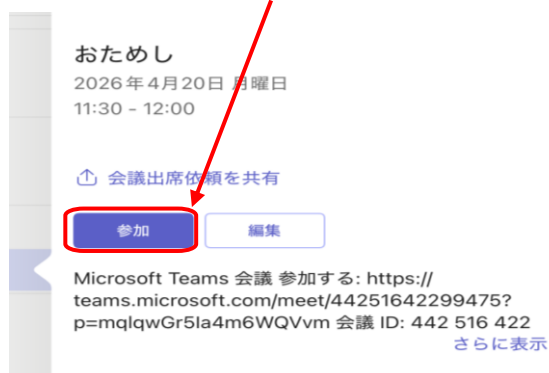 おためし
2026年4月20日 月曜日
11:30 – 12:00
会議出席依頼を共有
参加
編集
Microsoft Teams 会議 参加する: https://
teams.microsoft.com/meet/44251642299475?
p=mqlqwGr5Ia4m6WQVvm 会議 ID: 442 516 422
さらに表示